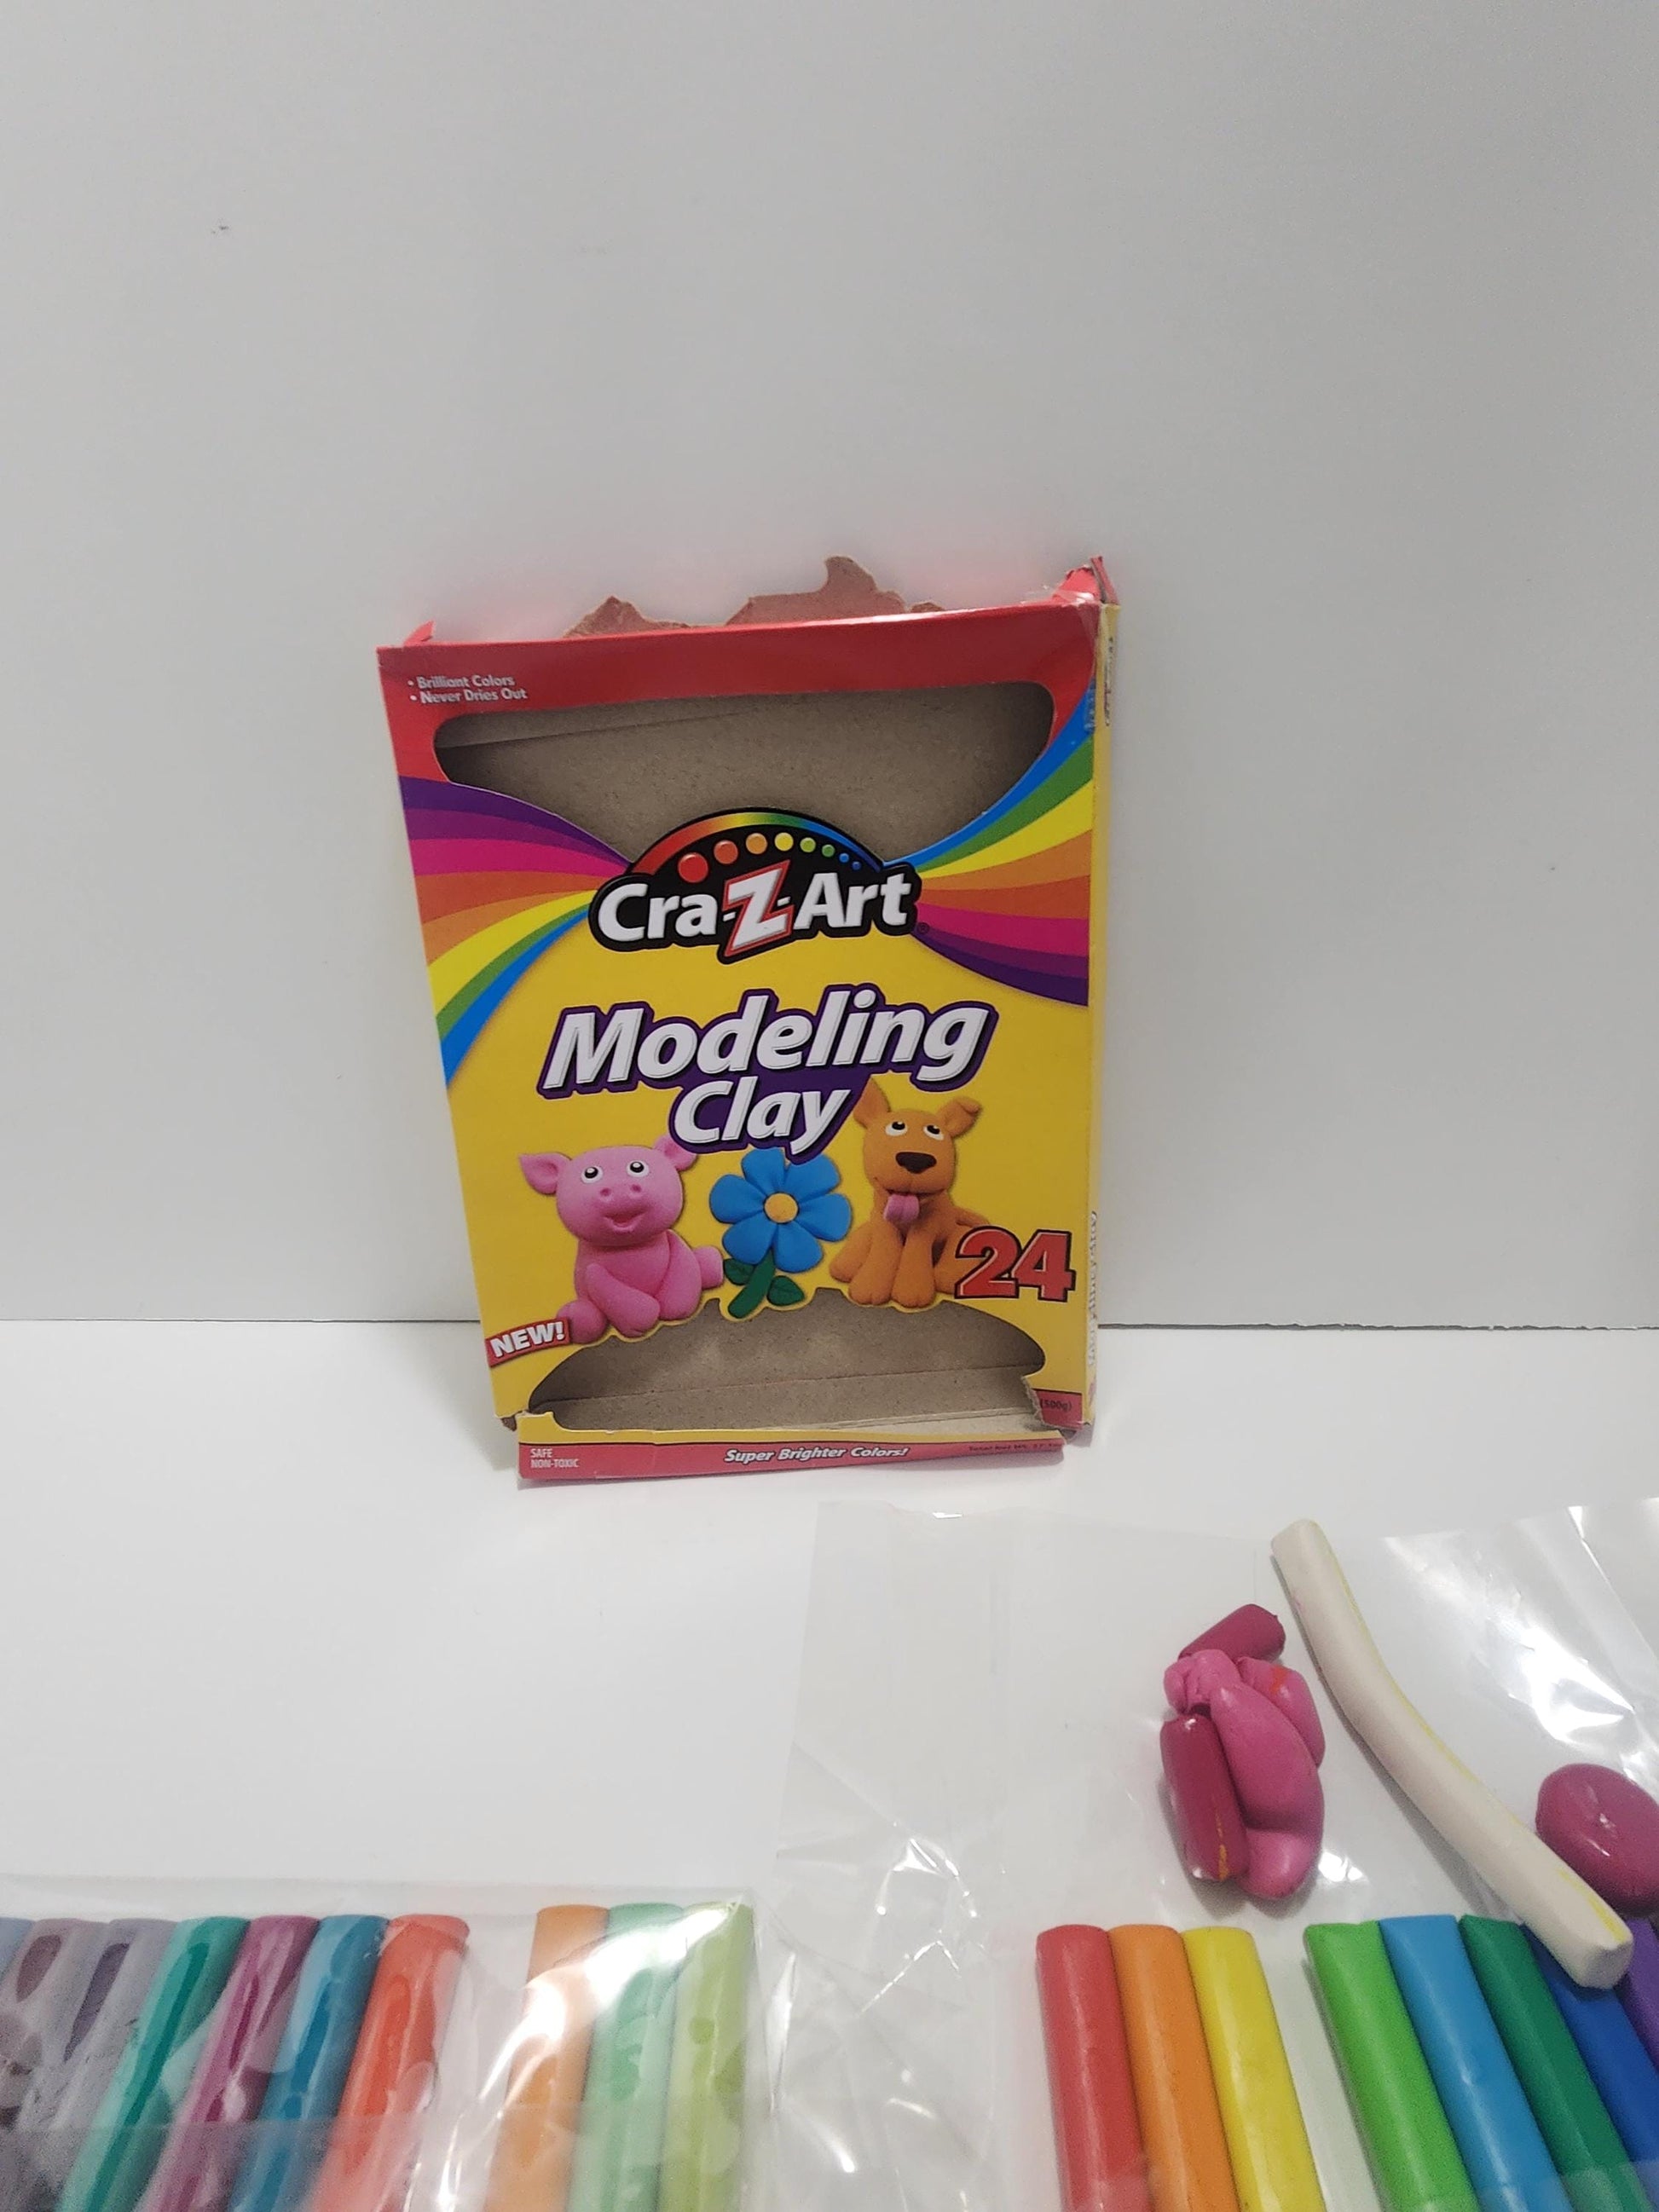 • Brilliant Colors
• Never Dries Out
Cra-Z-Art®
Modeling
Clay
24
NEW!
(500g)
SAFE
NON-TOXIC
Super Brighter Colors!